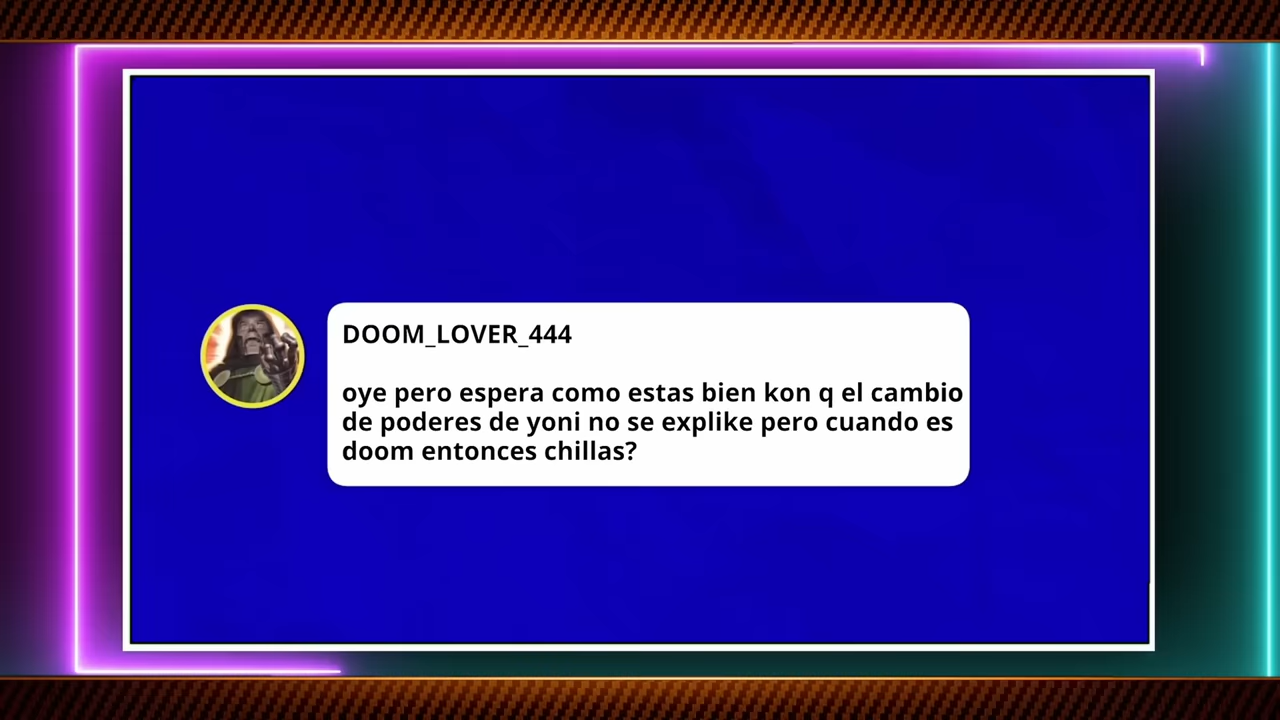 DOOM_LOVER_444
oye pero espera como estas bien kon q el cambio
de poderes de yoni no se explike pero cuando es
doom entonces chillas?